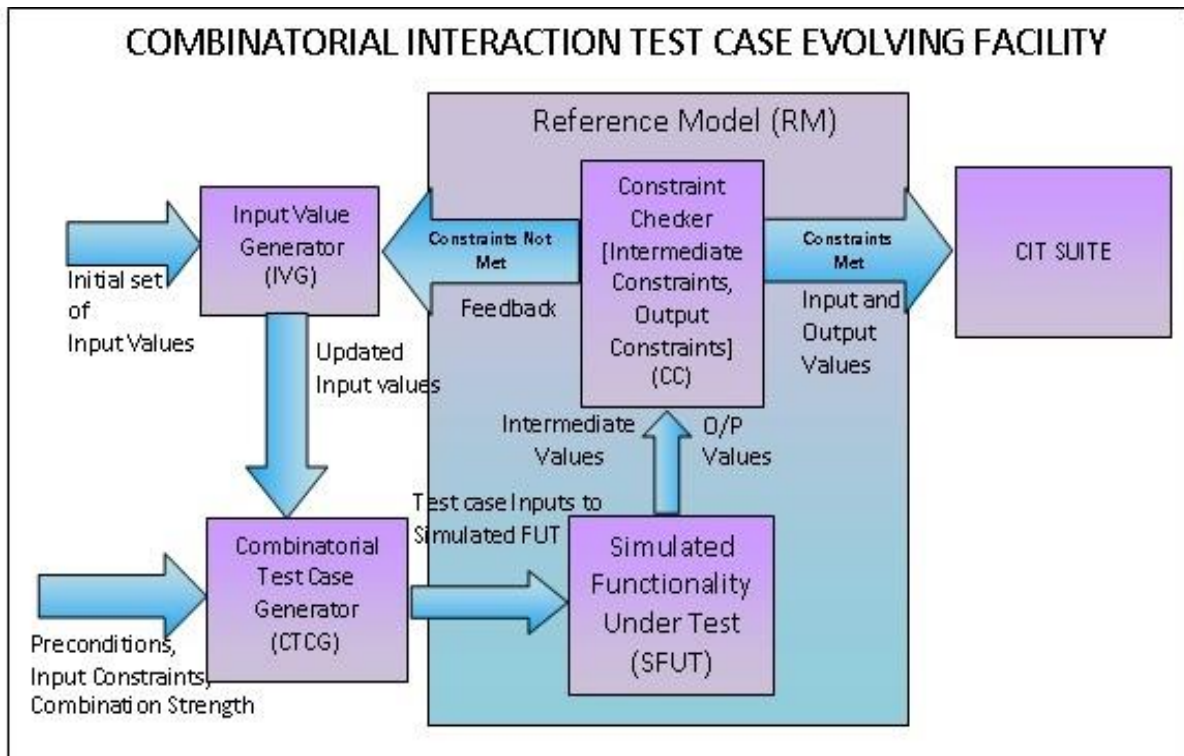 COMBINATORIAL INTERACTION TEST CASE EVOLVING FACILITY
Reference Model (RM)
Input Value
Generator
(IVG)
Initial set
of
Input Values
Constraints Not
Met
Feedback
Constraint
Checker
[Intermediate
Constraints,
Output
Constraints]
(CC)
Constraints
Met
Input and
Output
Values
CIT SUITE
Updated
Input values
Intermediate
Values
O/P
Values
Test case Inputs to
Simulated FUT
Combinatorial
Test Case
Generator
(CTCG)
Simulated
Functionality
Under Test
(SFUT)
Preconditions,
Input Constraints,
Combination Strength